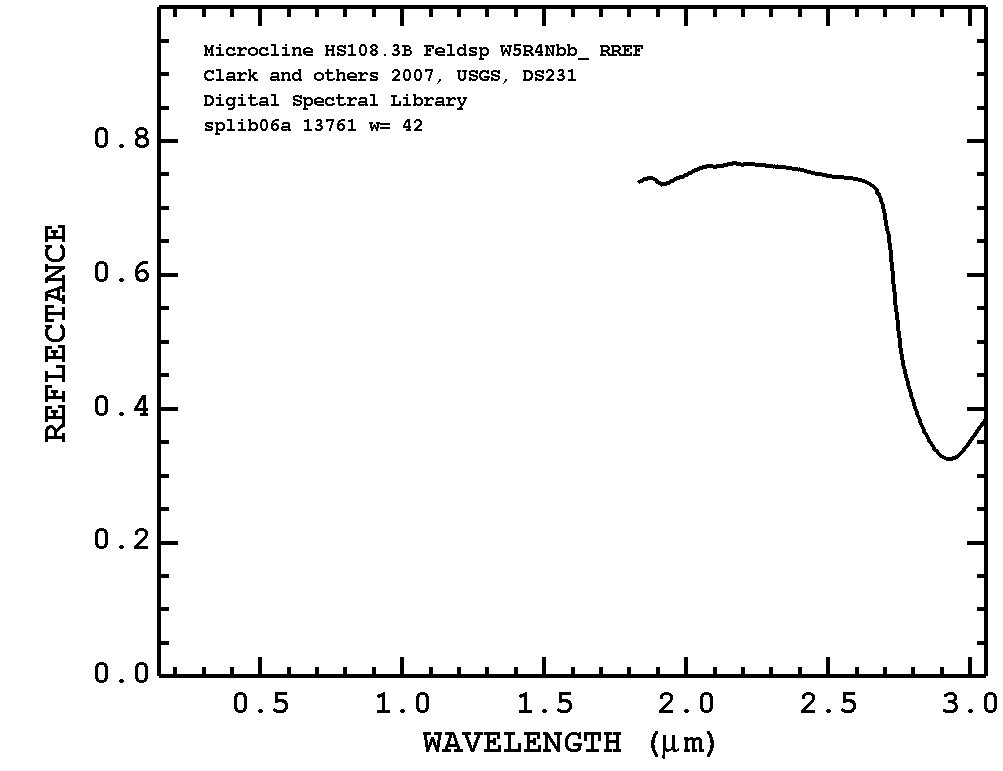 Microcline HS108.3B Feldsp W5R4Nbb_ RREF
Clark and others 2007, USGS, DS231
Digital Spectral Library
splib06a 13761 w= 42
REFLECTANCE
0.8
0.6
0.4
0.2
0.0
0.5 1.0 1.5 2.0 2.5 3.0
WAVELENGTH (μm)